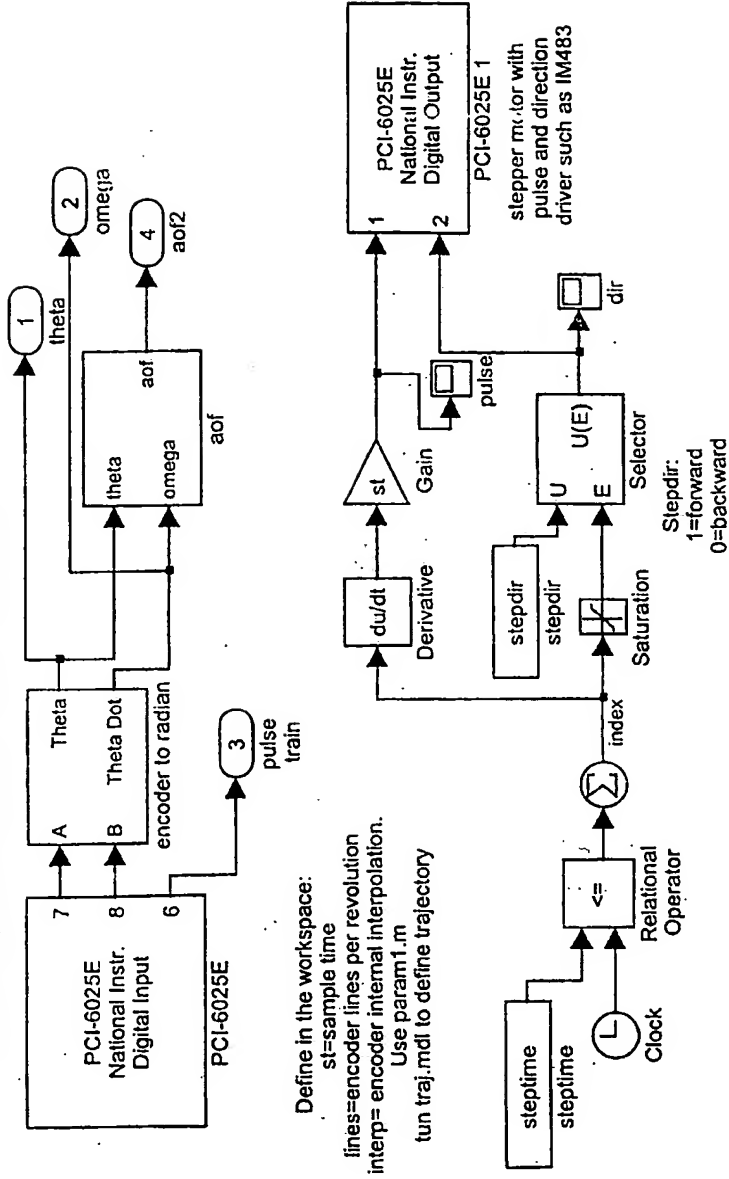 PCI-6025E
National Instr.
Digital Input
7
8
6
PCI-6025E
A
B
Theta
Theta Dot
encoder to radian
3
pulse
train
1
theta
2
omega
theta
omega
aof
aof
4
aof2
Define in the workspace:
st=sample time
lines=encoder lines per revolution
interp= encoder internal interpolation.
Use param1.m
tun traj.mdl to define trajectory
steptime
steptime
Clock
<=
Relational
Operator
Σ
index
du/dt
Derivative
st
Gain
pulse
stepdir
stepdir
Saturation
U
E
U(E)
Selector
Stepdir:
1=forward
0=backward
dir
1
2
PCI-6025E
National Instr.
Digital Output
PCI-6025E 1
stepper motor with
pulse and direction
driver such as IM483